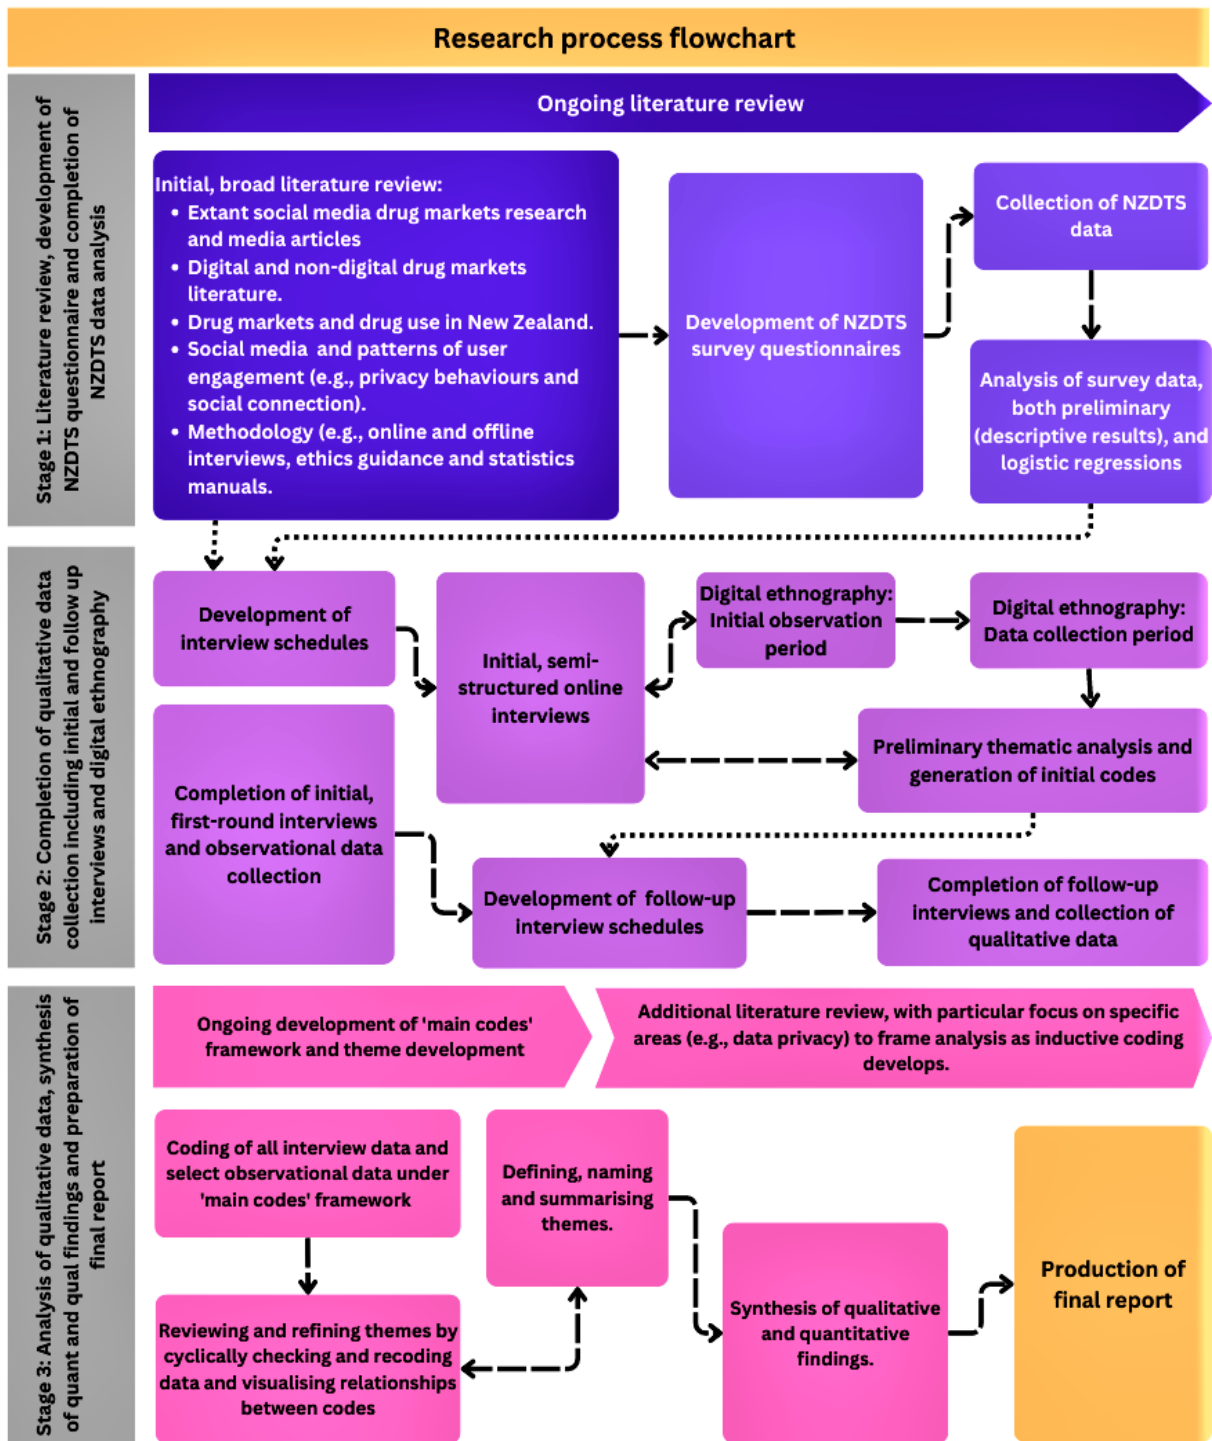 Research process flowchart
Stage 1: Literature review, development of
NZDTS questionnaire and completion of
NZDTS data analysis
Ongoing literature review
Initial, broad literature review:
• Extant social media drug markets research
and media articles
• Digital and non-digital drug markets
literature.
• Drug markets and drug use in New Zealand.
• Social media and patterns of user
engagement (e.g., privacy behaviours and
social connection).
• Methodology (e.g., online and offline
interviews, ethics guidance and statistics
manuals.
Development of NZDTS
survey questionnaires
Collection of NZDTS
data
Analysis of survey data,
both preliminary
(descriptive results), and
logistic regressions
Stage 2: Completion of qualitative data
collection including initial and follow up
interviews and digital ethnography
Development of
interview schedules
Initial, semi-
structured online
interviews
Digital ethnography:
Initial observation
period
Digital ethnography:
Data collection period
Preliminary thematic analysis and
generation of initial codes
Completion of initial,
first-round interviews
and observational data
collection
Development of follow-up
interview schedules
Completion of follow-up
interviews and collection of
qualitative data
Stage 3: Analysis of qualitative data, synthesis
of quant and qual findings and preparation of
final report
Ongoing development of 'main codes'
framework and theme development
Additional literature review, with particular focus on specific
areas (e.g., data privacy) to frame analysis as inductive coding
develops.
Coding of all interview data and
select observational data under
'main codes' framework
Reviewing and refining themes by
cyclically checking and recoding
data and visualising relationships
between codes
Defining, naming
and summarising
themes.
Synthesis of qualitative
and quantitative
findings.
Production of
final report